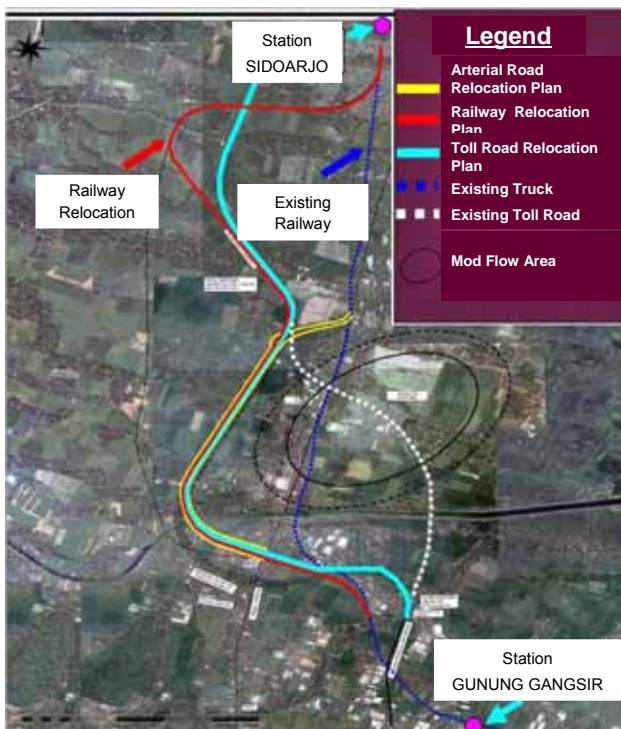 Station
SIDOARJO
Legend
Arterial Road
Relocation Plan
Railway Relocation
Plan
Toll Road Relocation
Plan
Existing Truck
Existing Toll Road
Mod Flow Area
Railway
Relocation
Existing
Railway
Station
GUNUNG GANGSIR